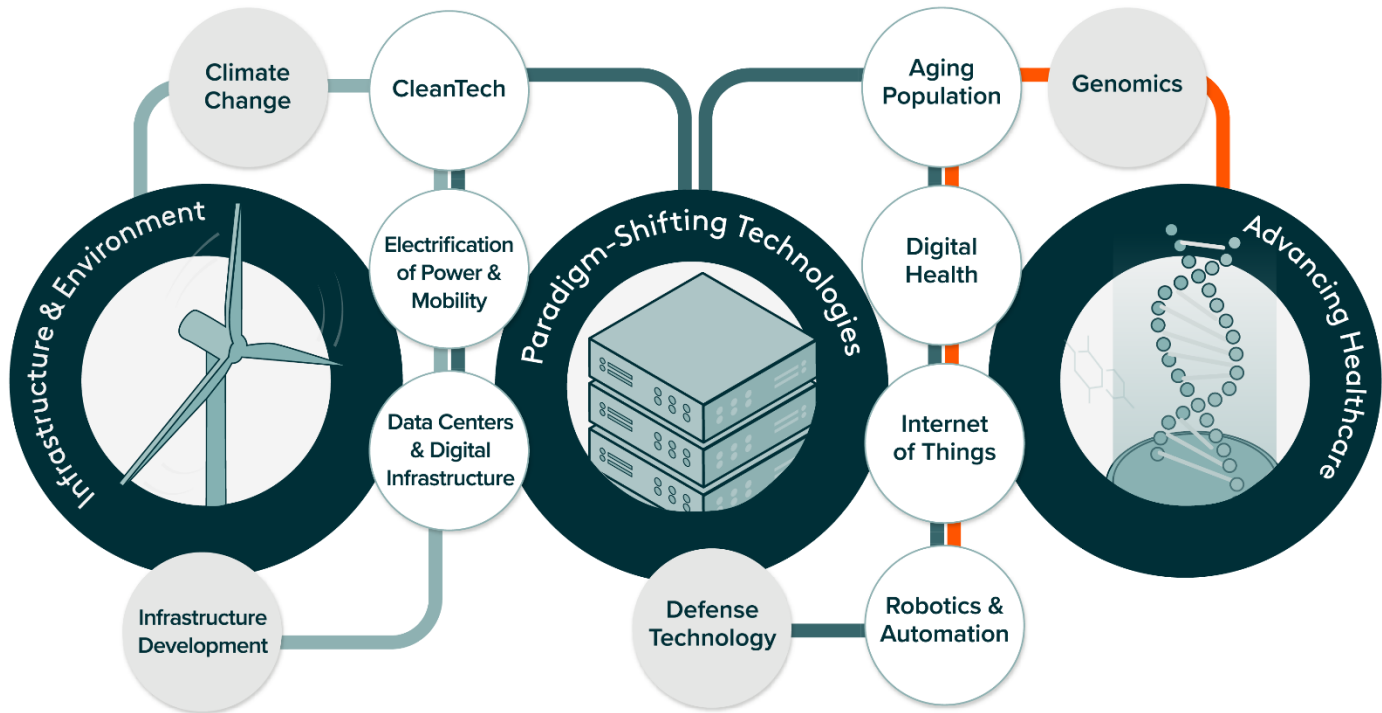 Climate
Change
CleanTech
Aging
Population
Genomics
Infrastructure & Environment
Electrification
of Power &
Mobility
Paradigm-Shifting Technologies
Digital
Health
Advancing Healthcare
Data Centers
& Digital
Infrastructure
Internet
of Things
Infrastructure
Development
Defense
Technology
Robotics &
Automation